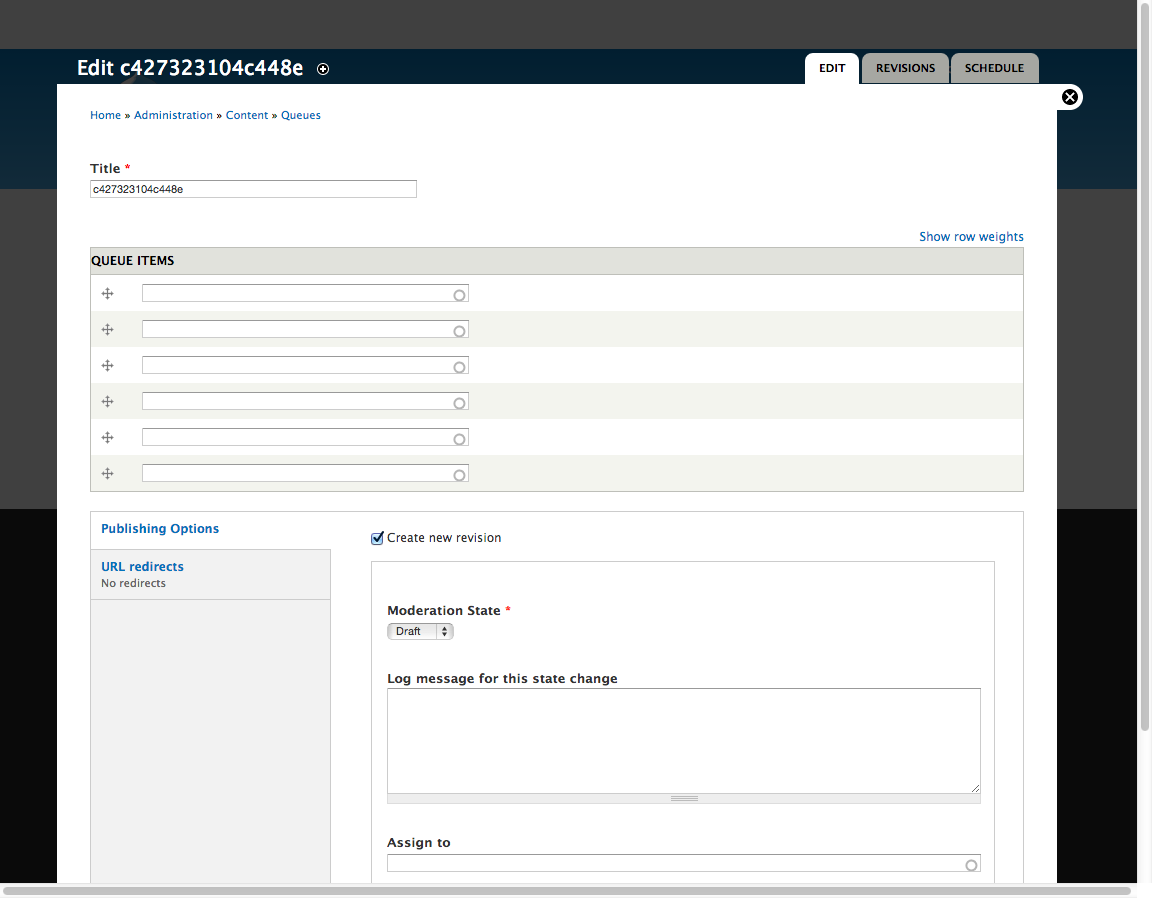 Edit c427323104c448e
EDIT
REVISIONS
SCHEDULE
Home » Administration » Content » Queues
Title *
c427323104c448e
Show row weights
QUEUE ITEMS
Publishing Options
URL redirects
No redirects
Create new revision
Moderation State *
Draft
Log message for this state change
Assign to